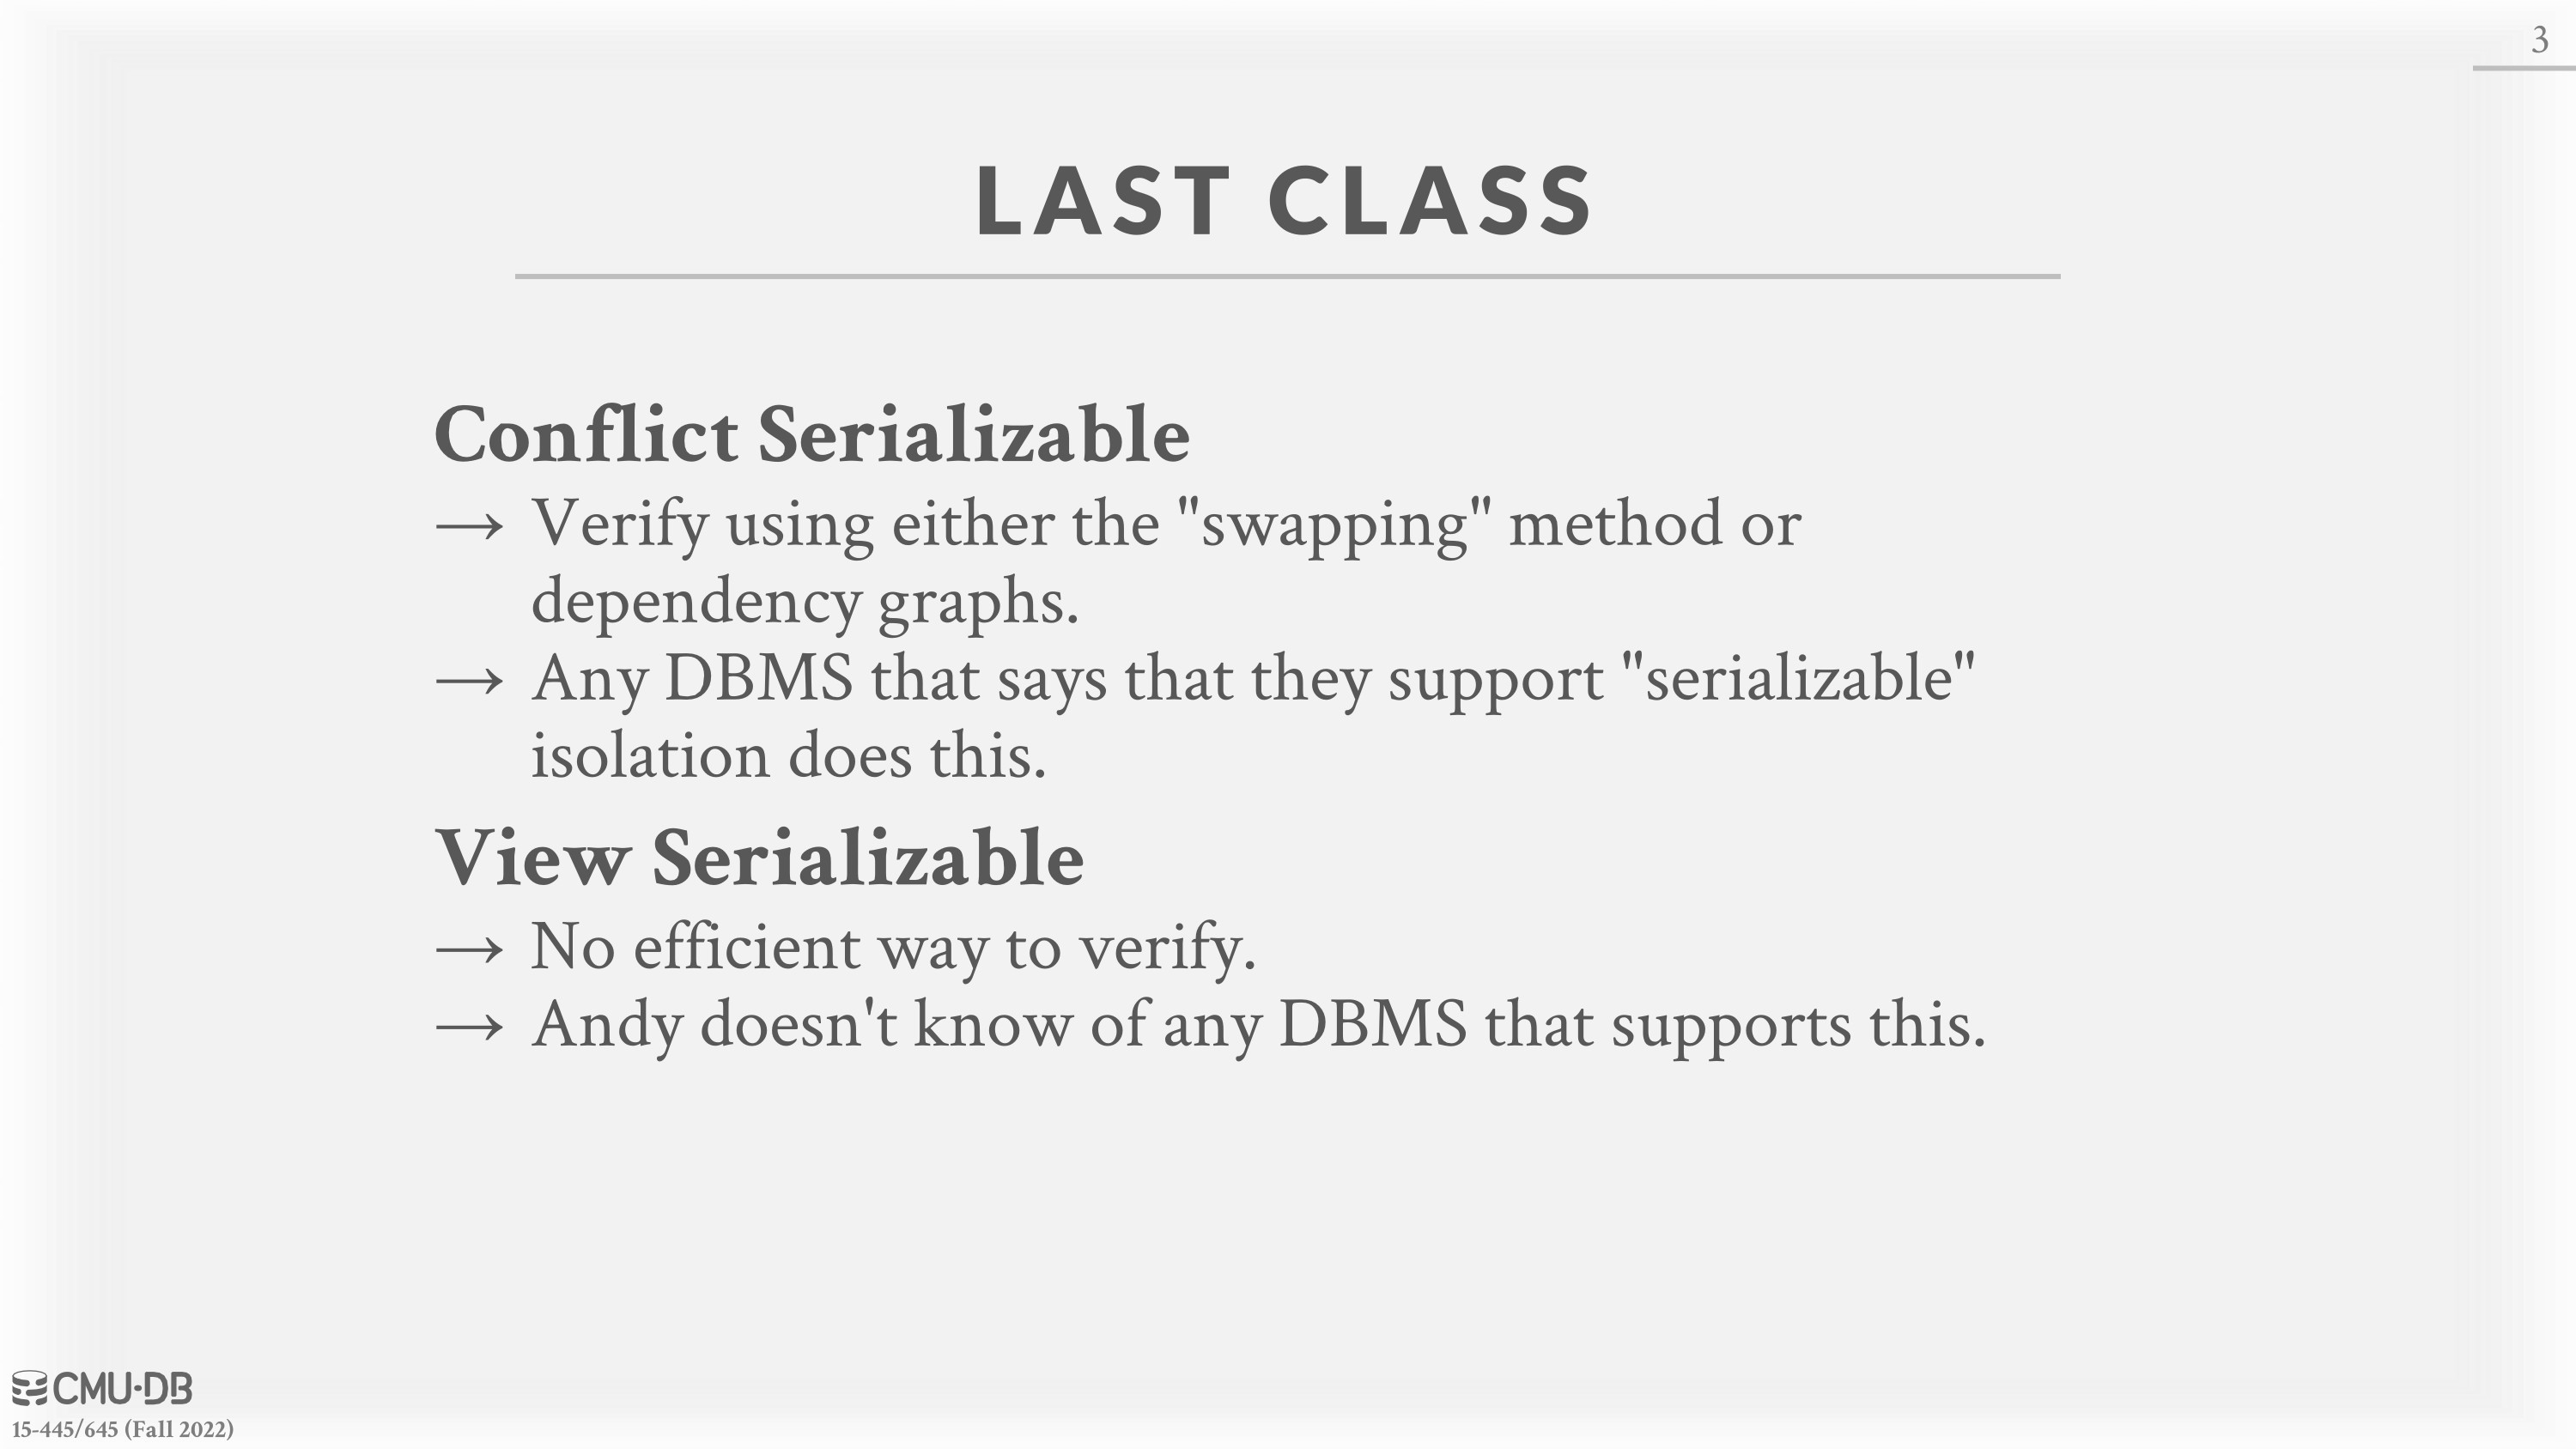 3
LAST CLASS
Conflict Serializable
→ Verify using either the "swapping" method or
dependency graphs.
→ Any DBMS that says that they support "serializable"
isolation does this.
View Serializable
→ No efficient way to verify.
→ Andy doesn't know of any DBMS that supports this.
CMU·DB
15-445/645 (Fall 2022)